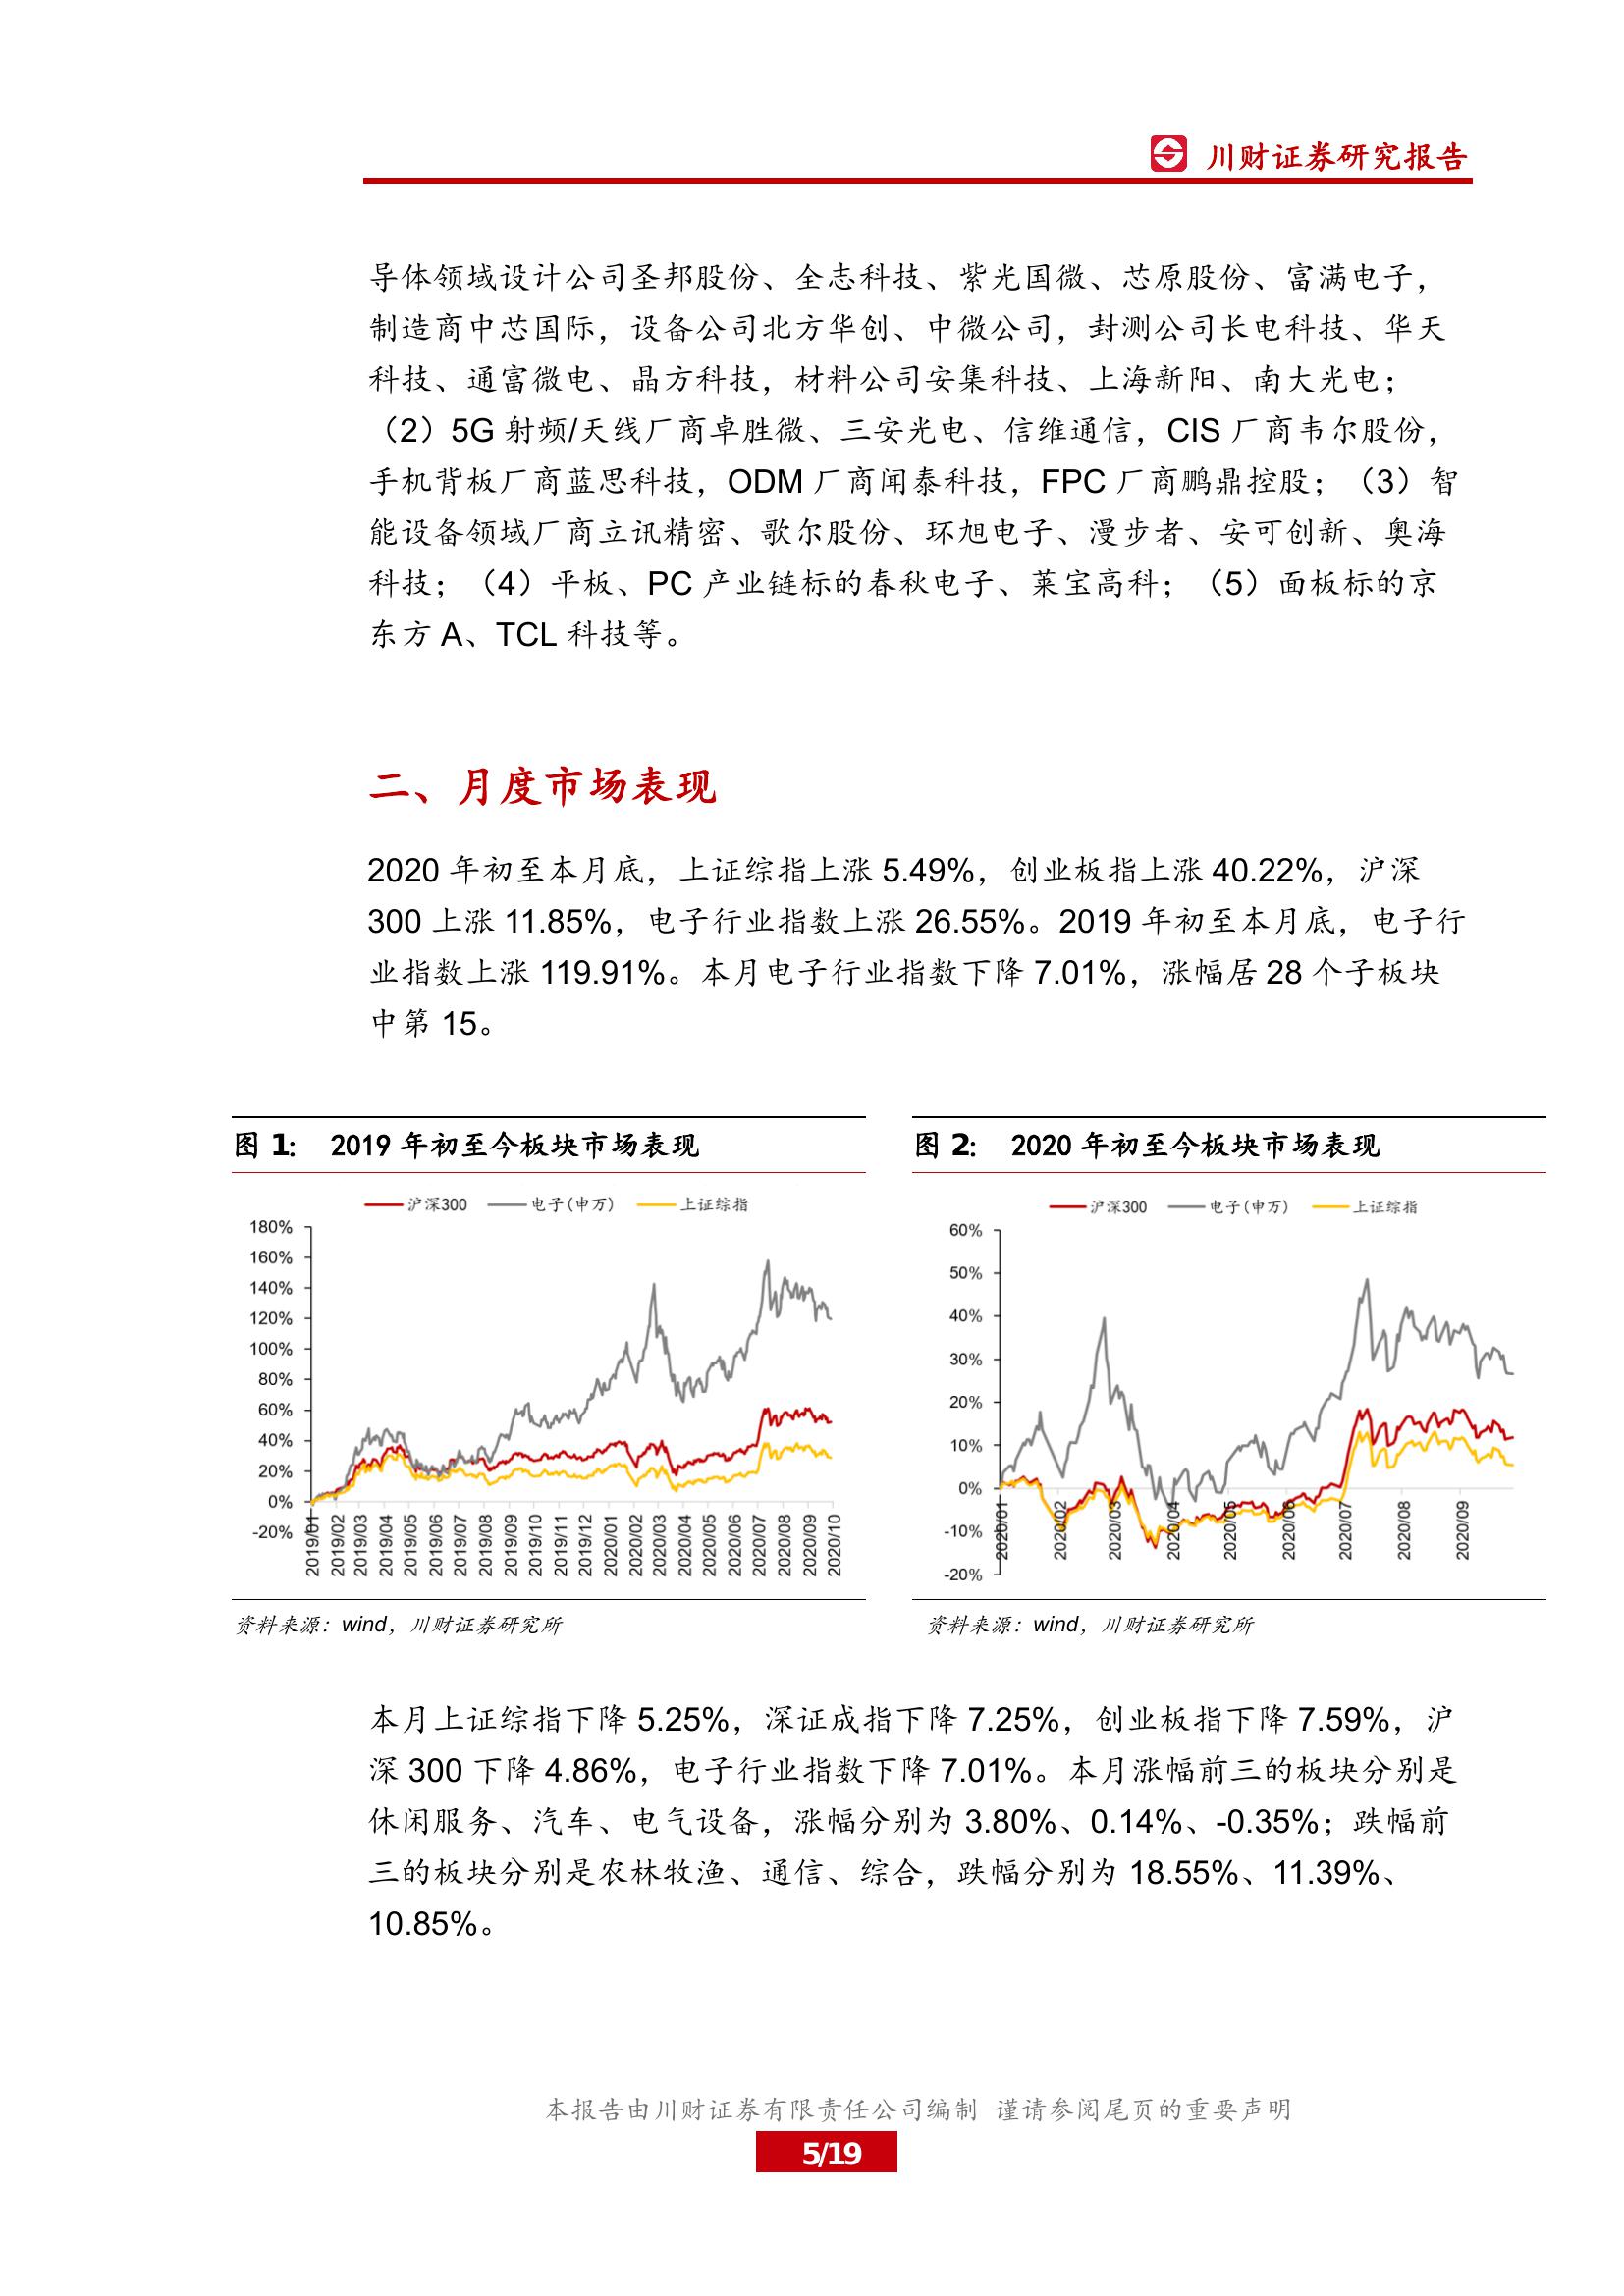 川财证券研究报告
导体领域设计公司圣邦股份、全志科技、紫光国微、芯原股份、富满电子，
制造商中芯国际，设备公司北方华创、中微公司，封测公司长电科技、华天
科技、通富微电、晶方科技，材料公司安集科技、上海新阳、南大光电；
（2）5G 射频/天线厂商卓胜微、三安光电、信维通信，CIS 厂商韦尔股份，
手机背板厂商蓝思科技，ODM 厂商闻泰科技，FPC 厂商鹏鼎控股；（3）智
能设备领域厂商立讯精密、歌尔股份、环旭电子、漫步者、安可创新、奥海
科技；（4）平板、PC 产业链标的春秋电子、莱宝高科；（5）面板标的京
东方 A、TCL 科技等。
二、月度市场表现
2020 年初至本月底，上证综指上涨 5.49%，创业板指上涨 40.22%，沪深
300 上涨 11.85%，电子行业指数上涨 26.55%。2019 年初至本月底，电子行
业指数上涨 119.91%。本月电子行业指数下降 7.01%，涨幅居 28 个子板块
中第 15。
图 1： 2019 年初至今板块市场表现
沪深300 电子(申万) 上证综指
180%
160%
140%
120%
100%
80%
60%
40%
20%
0%
-20%
2019/01 2019/02 2019/03 2019/04 2019/05 2019/06 2019/07 2019/08 2019/09 2019/10 2019/11 2019/12 2020/01 2020/02 2020/03 2020/04 2020/05 2020/06 2020/07 2020/08 2020/09 2020/10
资料来源：wind，川财证券研究所
图 2： 2020 年初至今板块市场表现
沪深300 电子(申万) 上证综指
60%
50%
40%
30%
20%
10%
0%
-10%
-20%
2020/01 2020/02 2020/03 2020/04 2020/05 2020/06 2020/07 2020/08 2020/09
资料来源：wind，川财证券研究所
本月上证综指下降 5.25%，深证成指下降 7.25%，创业板指下降 7.59%，沪
深 300 下降 4.86%，电子行业指数下降 7.01%。本月涨幅前三的板块分别是
休闲服务、汽车、电气设备，涨幅分别为 3.80%、0.14%、-0.35%；跌幅前
三的板块分别是农林牧渔、通信、综合，跌幅分别为 18.55%、11.39%、
10.85%。
本报告由川财证券有限责任公司编制 谨请参阅尾页的重要声明
5/19